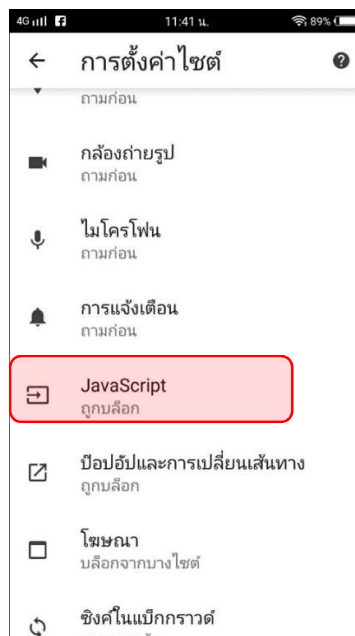 4G 11:41 น. 89%
การตั้งค่าไซต์
ถามก่อน
กล้องถ่ายรูป
ถามก่อน
ไมโครโฟน
ถามก่อน
การแจ้งเตือน
ถามก่อน
JavaScript
ถูกบล็อก
ป๊อปอัปและการเปลี่ยนเส้นทาง
ถูกบล็อก
โฆษณา
บล็อกจากบางไซต์
ซิงค์ในแบ็กกราวด์